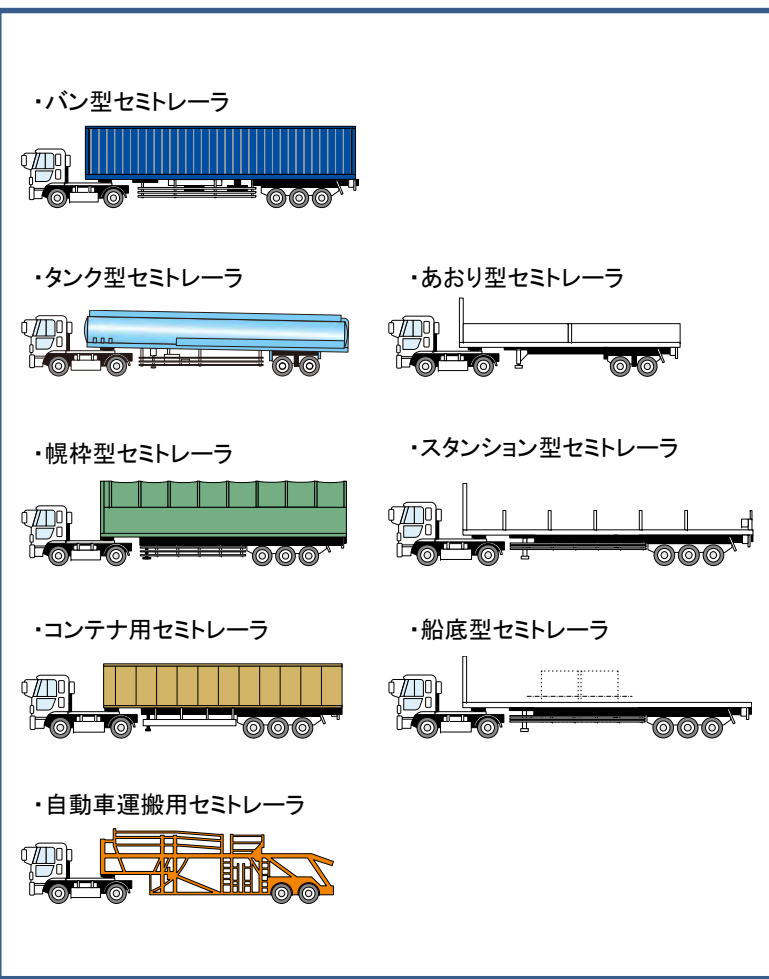 ・バン型セミトレーラ
・タンク型セミトレーラ
・あおり型セミトレーラ
・幌枠型セミトレーラ
・スタンション型セミトレーラ
・コンテナ用セミトレーラ
・船底型セミトレーラ
・自動車運搬用セミトレーラ